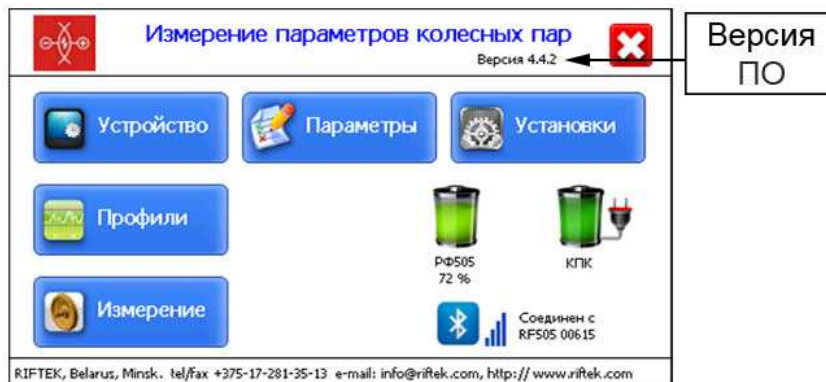 Измерение параметров колесных пар
Версия 4.4.2
Версия
ПО
Устройство
Параметры
Установки
Профили
РФ505
72 %
КПК
Измерение
Соединен с
RF505 00615
RIFTEK, Belarus, Minsk. tel/fax +375-17-281-35-13 e-mail: info@riftek.com, http:// www.riftek.com